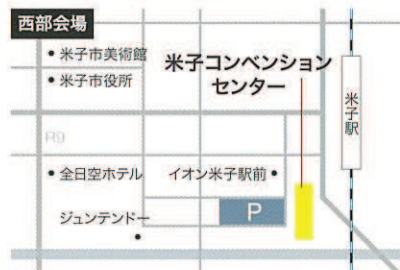 西部会場
米子市美術館
米子市役所
米子コンベンション
センター
米子駅
R9
全日空ホテル
イオン米子駅前
P
ジュンテンドー